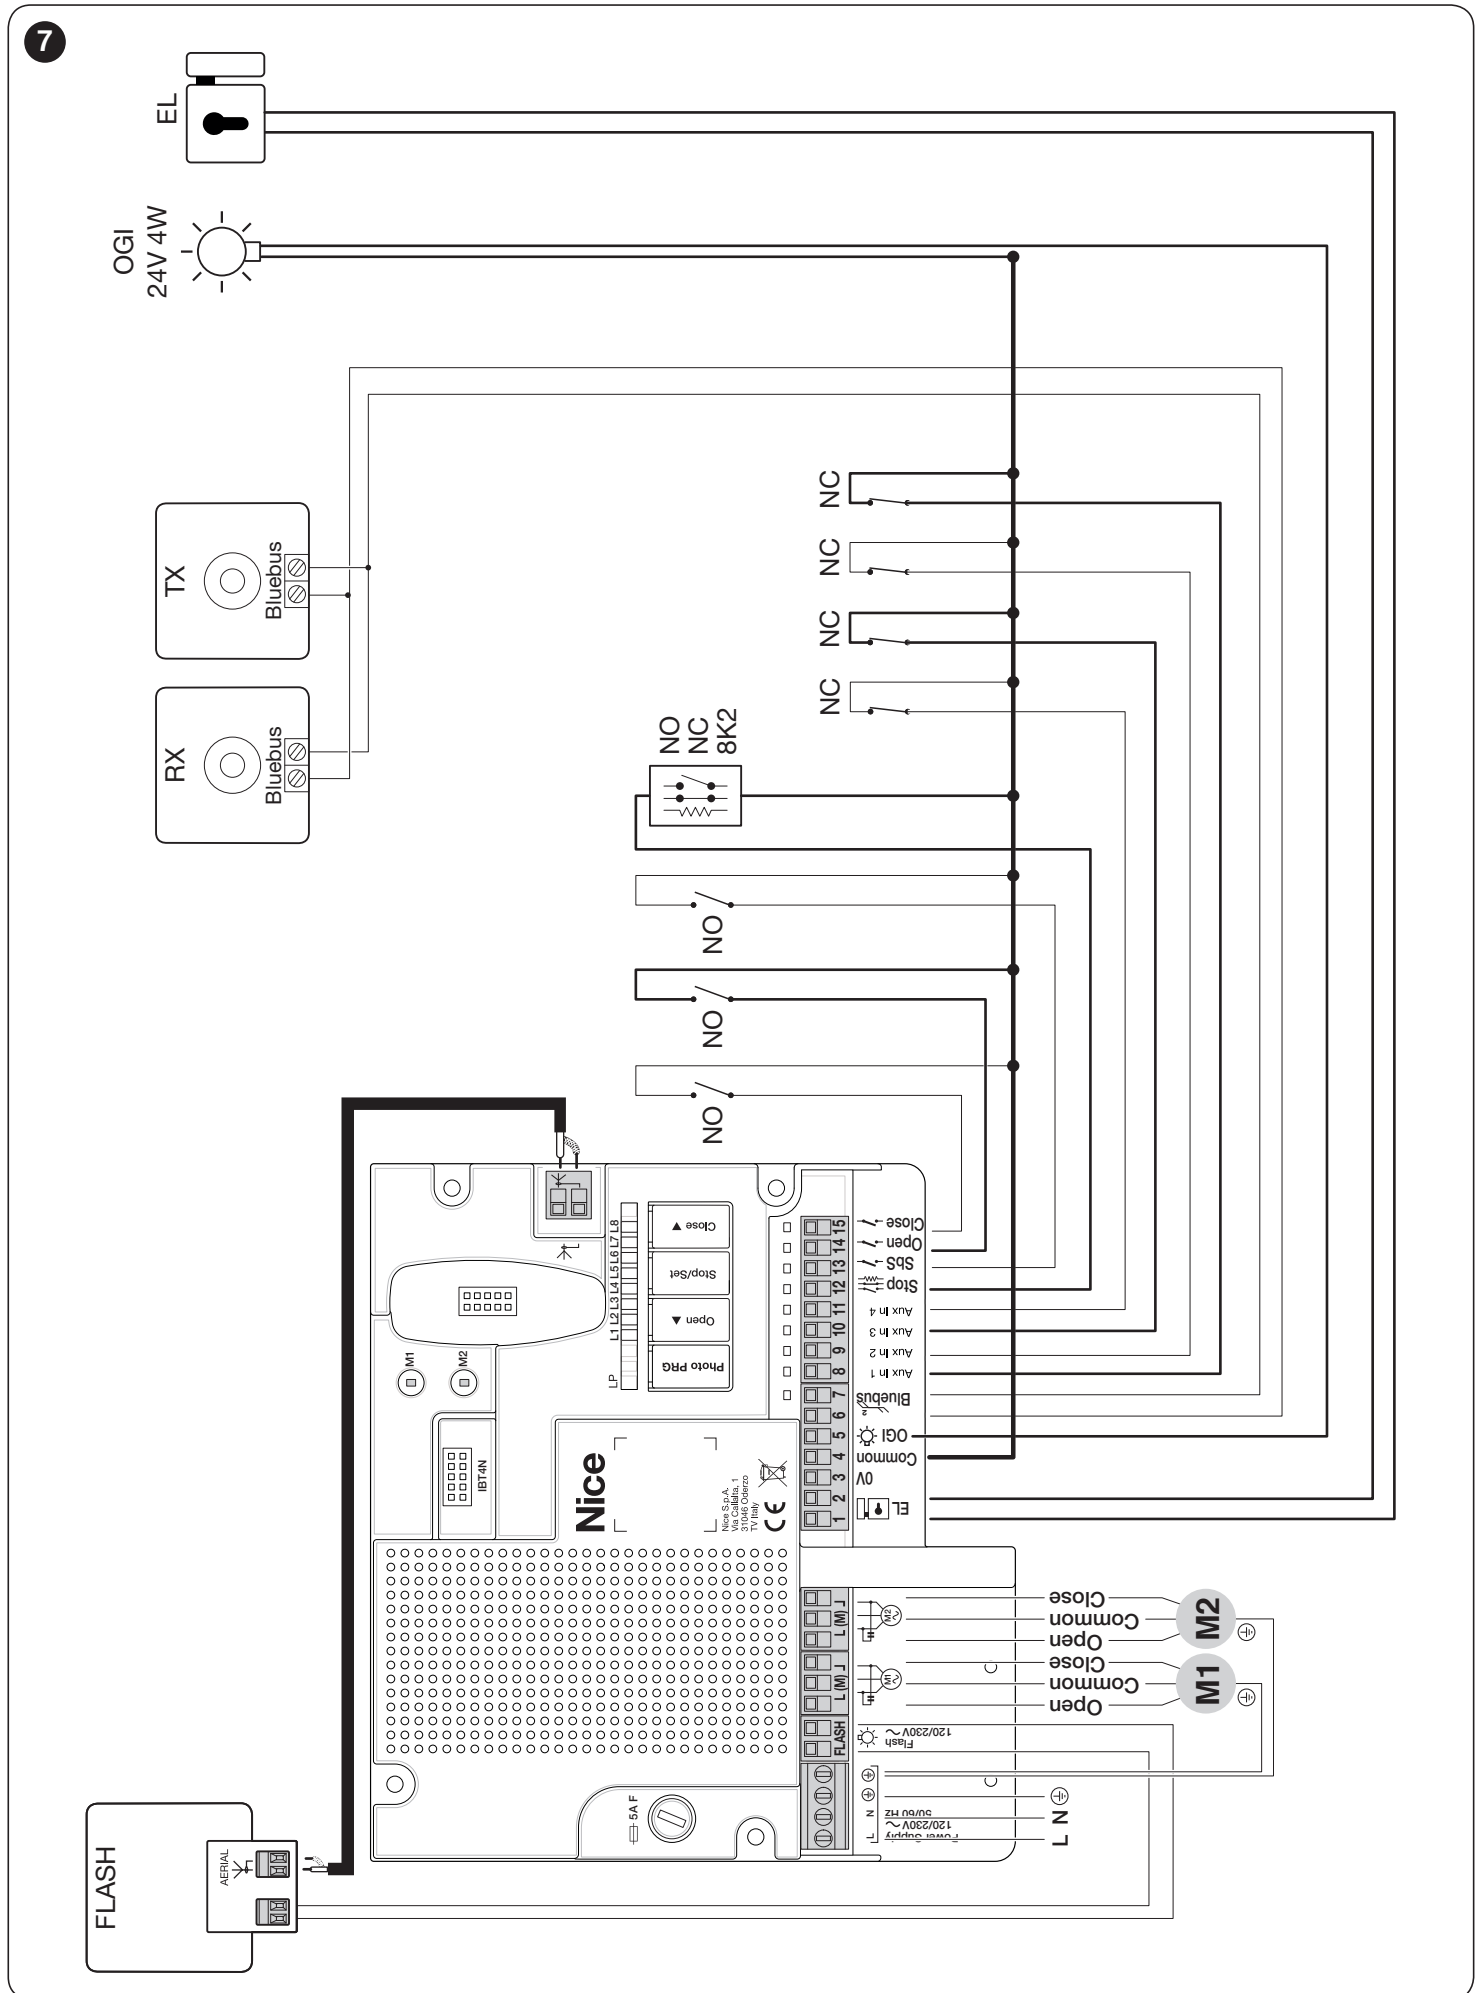 7
EL
OGI
24V 4W
TX
Bluebus
RX
Bluebus
NC
NC
NC
NC
NO
NC
8K2
NO
NO
NO
FLASH
AERIAL
M1
M2
IBT4N
LP
L1 L2 L3 L4 L5 L6 L7 L8
Photo PRG
Open ▲
Stop/Set
Close ▼
Nice
Nice S.p.A.
Via Callalta, 1
31046 Oderzo
TV Italy
CE
5A F
15 Close
14 Open
13 SbS
12 Stop
11 Aux In 4
10 Aux In 3
9 Aux In 2
8 Aux In 1
7
Bluebus
6
5 OGI
4 Common
3 0V
2
EL
1
L (M)
M2
Close
Common
Open
M2
L (M)
M1
Close
Common
Open
M1
FLASH
Flash
120/230V
L N
Power Supply
120/230V
50/60 Hz
L N